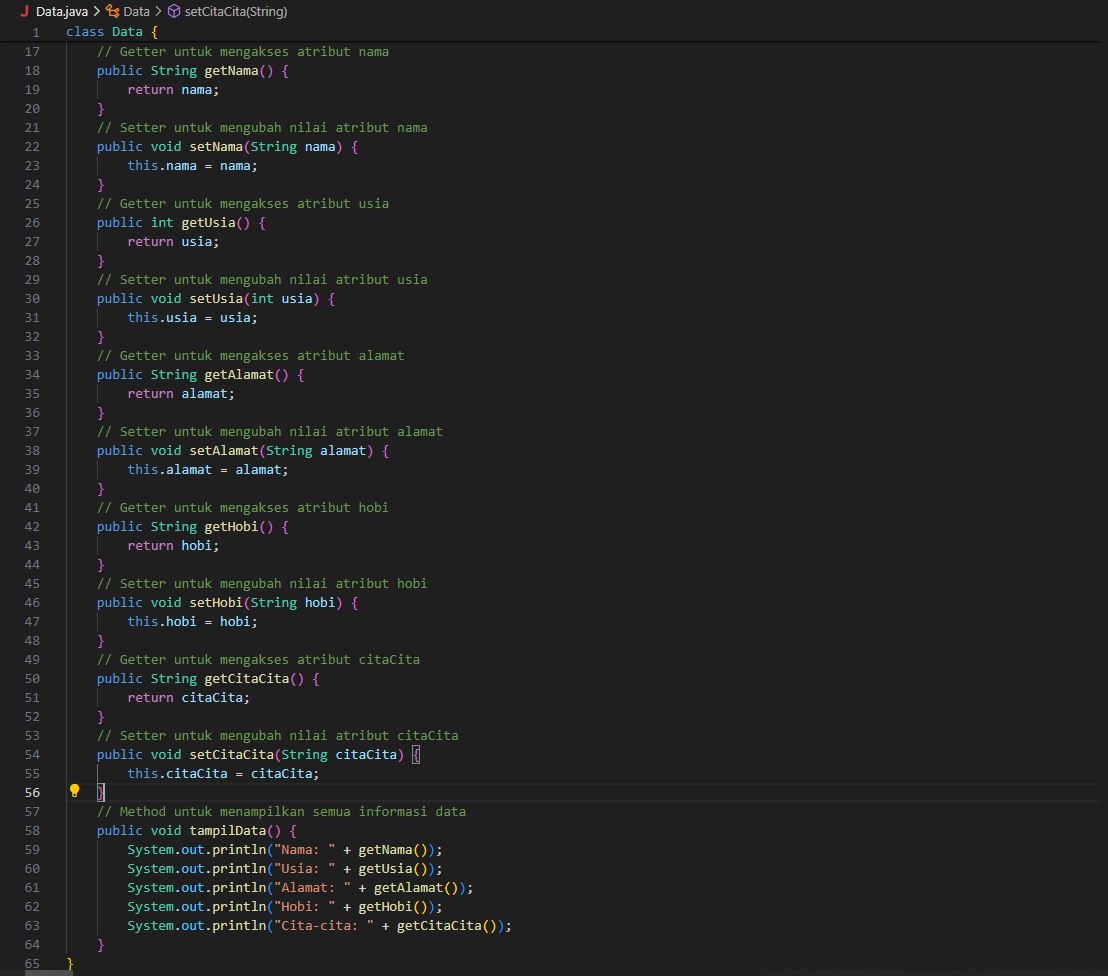 Data.java > Data > setCitaCita(String)
1 class Data {
17 // Getter untuk mengakses atribut nama
18 public String getNama() {
19 return nama;
20 }
21 // Setter untuk mengubah nilai atribut nama
22 public void setNama(String nama) {
23 this.nama = nama;
24 }
25 // Getter untuk mengakses atribut usia
26 public int getUsia() {
27 return usia;
28 }
29 // Setter untuk mengubah nilai atribut usia
30 public void setUsia(int usia) {
31 this.usia = usia;
32 }
33 // Getter untuk mengakses atribut alamat
34 public String getAlamat() {
35 return alamat;
36 }
37 // Setter untuk mengubah nilai atribut alamat
38 public void setAlamat(String alamat) {
39 this.alamat = alamat;
40 }
41 // Getter untuk mengakses atribut hobi
42 public String getHobi() {
43 return hobi;
44 }
45 // Setter untuk mengubah nilai atribut hobi
46 public void setHobi(String hobi) {
47 this.hobi = hobi;
48 }
49 // Getter untuk mengakses atribut citaCita
50 public String getCitaCita() {
51 return citaCita;
52 }
53 // Setter untuk mengubah nilai atribut citaCita
54 public void setCitaCita(String citaCita) {
55 this.citaCita = citaCita;
56 }
57 // Method untuk menampilkan semua informasi data
58 public void tampilData() {
59 System.out.println("Nama: " + getNama());
60 System.out.println("Usia: " + getUsia());
61 System.out.println("Alamat: " + getAlamat());
62 System.out.println("Hobi: " + getHobi());
63 System.out.println("Cita-cita: " + getCitaCita());
64 }
65 }